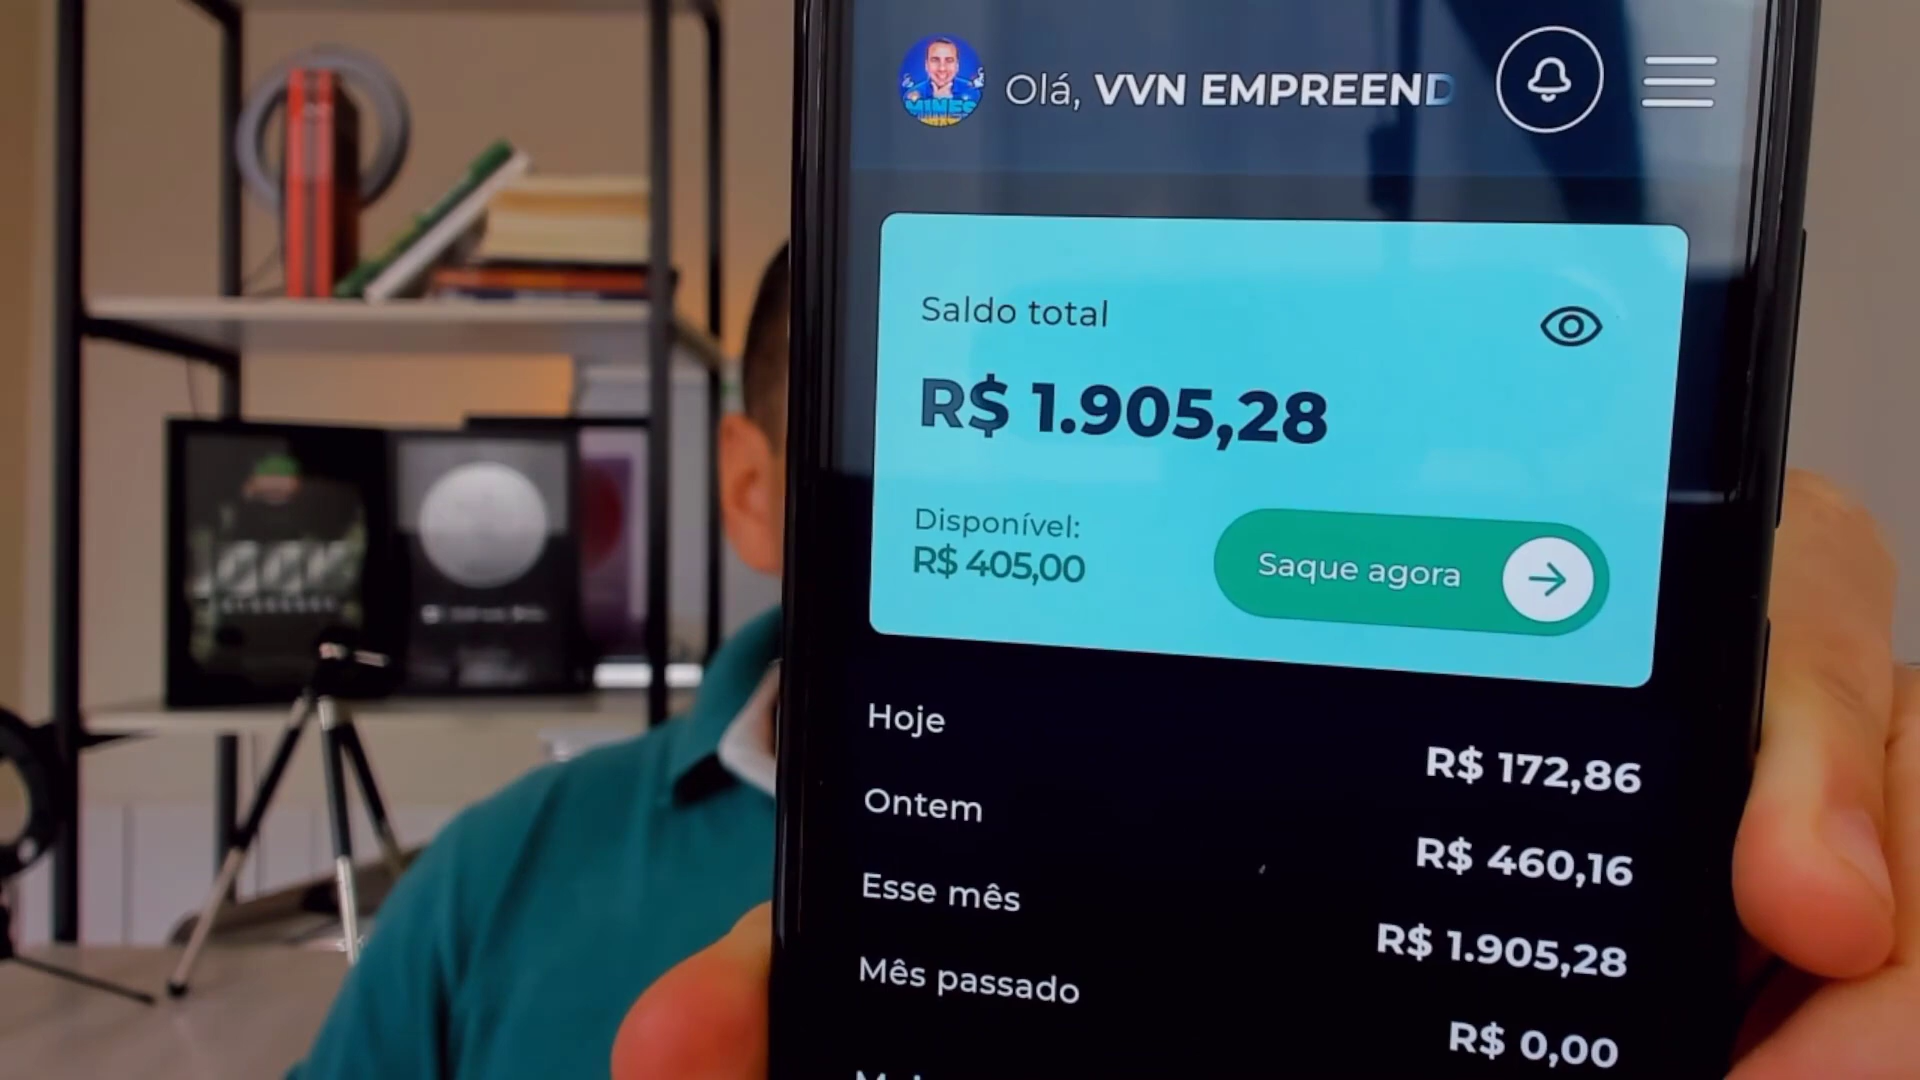 Olá, VVN EMPREEND
MINES
Saldo total
R$ 1.905,28
Disponível:
R$ 405,00
Saque agora
Hoje
R$ 172,86
Ontem
R$ 460,16
Esse mês
R$ 1.905,28
Mês passado
R$ 0,00